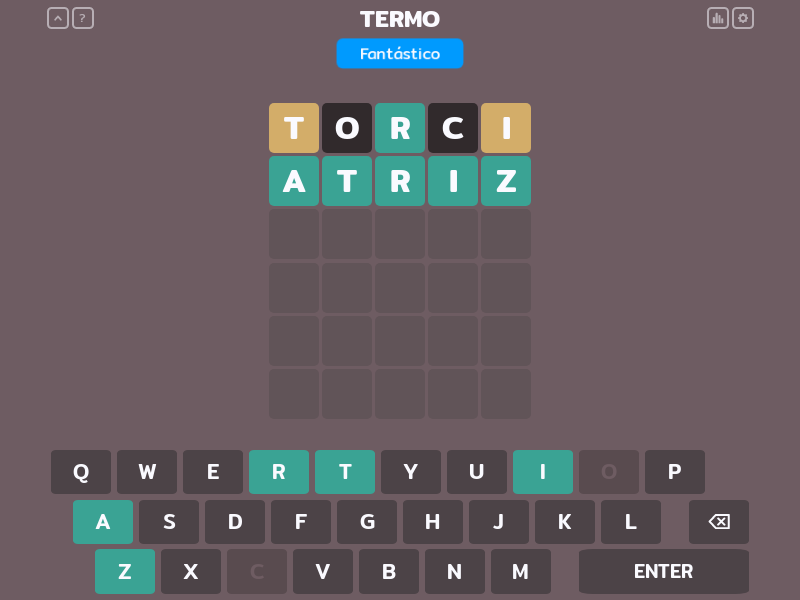 ?
TERMO
Fantástico
T O R C I
A T R I Z
Q W E R T Y U I O P
A S D F G H J K L
Z X C V B N M ENTER